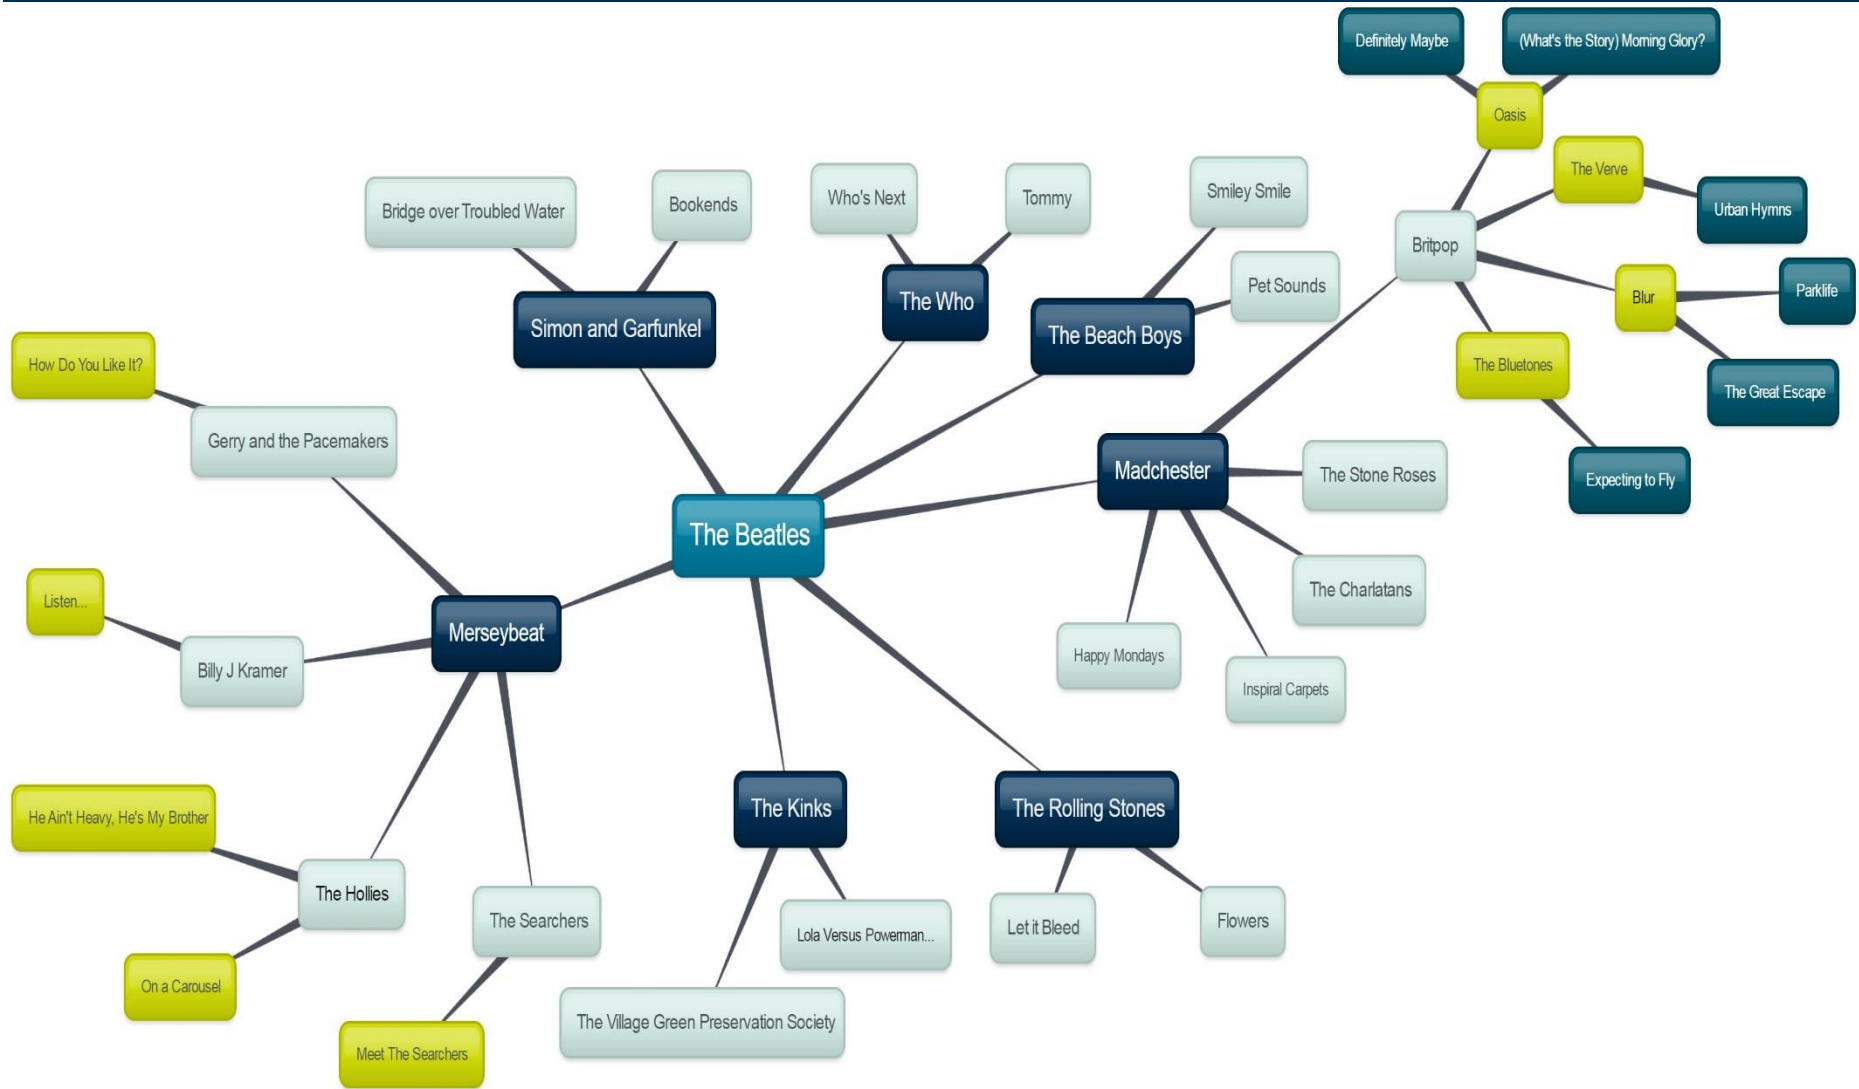 Definitely Maybe
(What's the Story) Morning Glory?
Oasis
The Verve
Urban Hymns
Britpop
Blur
Parklife
The Great Escape
The Bluetones
Expecting to Fly
Bridge over Troubled Water
Bookends
Simon and Garfunkel
Who's Next
Tommy
The Who
Smiley Smile
Pet Sounds
The Beach Boys
Madchester
The Stone Roses
The Charlatans
Inspiral Carpets
Happy Mondays
The Beatles
How Do You Like It?
Gerry and the Pacemakers
Listen...
Billy J Kramer
Merseybeat
He Ain't Heavy, He's My Brother
The Hollies
On a Carousel
The Searchers
Meet The Searchers
The Kinks
Lola Versus Powerman...
The Village Green Preservation Society
The Rolling Stones
Let it Bleed
Flowers